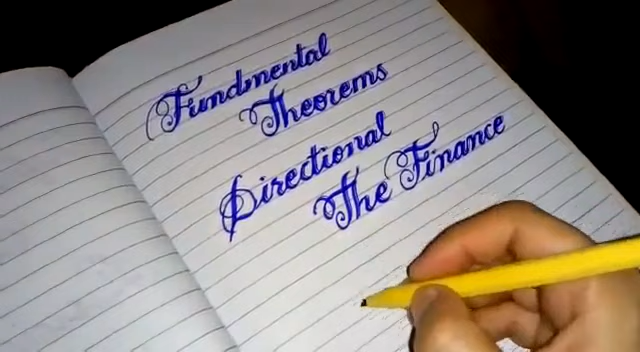 Fundmental
Theorems
Directional
The Finance